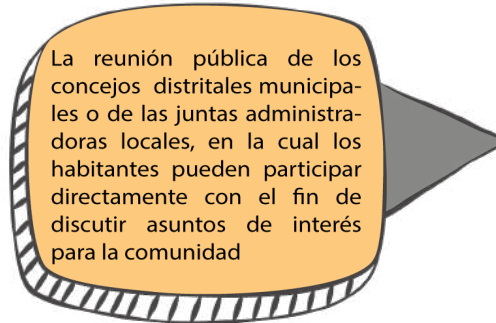 La reunión pública de los
concejos distritales municipa-
les o de las juntas administra-
doras locales, en la cual los
habitantes pueden participar
directamente con el fin de
discutir asuntos de interés
para la comunidad